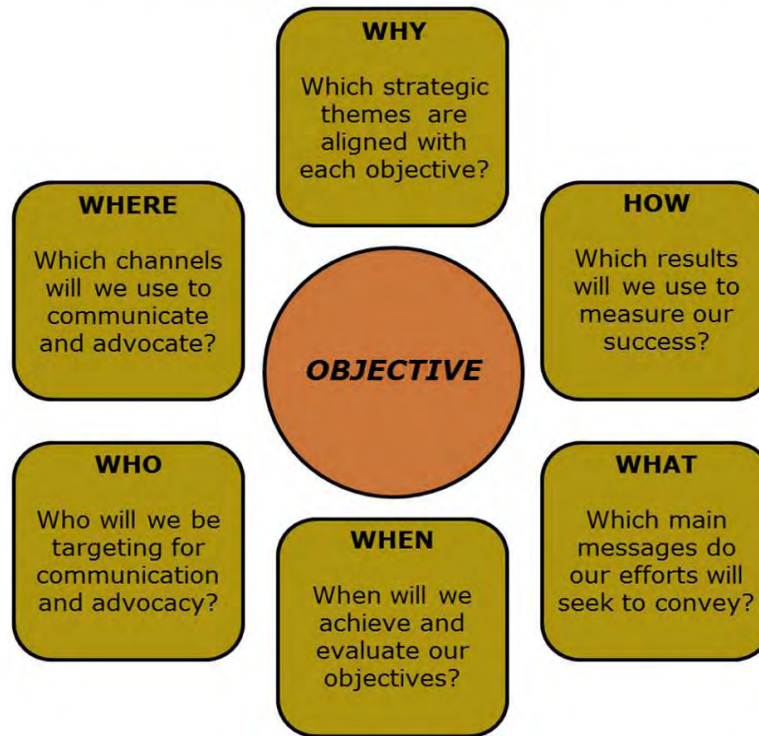 WHY
Which strategic
themes are
aligned with
each objective?
WHERE
Which channels
will we use to
communicate
and advocate?
HOW
Which results
will we use to
measure our
success?
OBJECTIVE
WHO
Who will we be
targeting for
communication
and advocacy?
WHEN
When will we
achieve and
evaluate our
objectives?
WHAT
Which main
messages do
our efforts will
seek to convey?